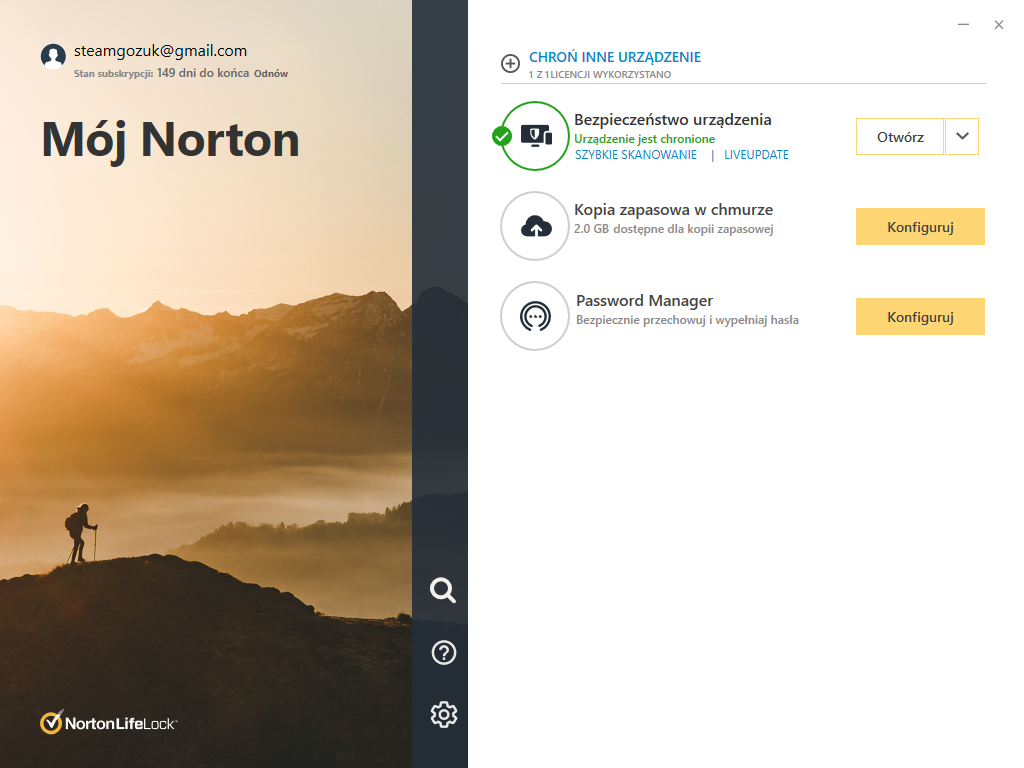 steamgozuk@gmail.com
Stan subskrypcji: 149 dni do końca Odnów
Mój Norton
NortonLifeLock
CHROŃ INNE URZĄDZENIE
1 Z 1LICENCJI WYKORZYSTANO
Bezpieczeństwo urządzenia
Urządzenie jest chronione
SZYBKIE SKANOWANIE | LIVEUPDATE
Otwórz
Kopia zapasowa w chmurze
2.0 GB dostępne dla kopii zapasowej
Konfiguruj
Password Manager
Bezpiecznie przechowuj i wypełniaj hasła
Konfiguruj